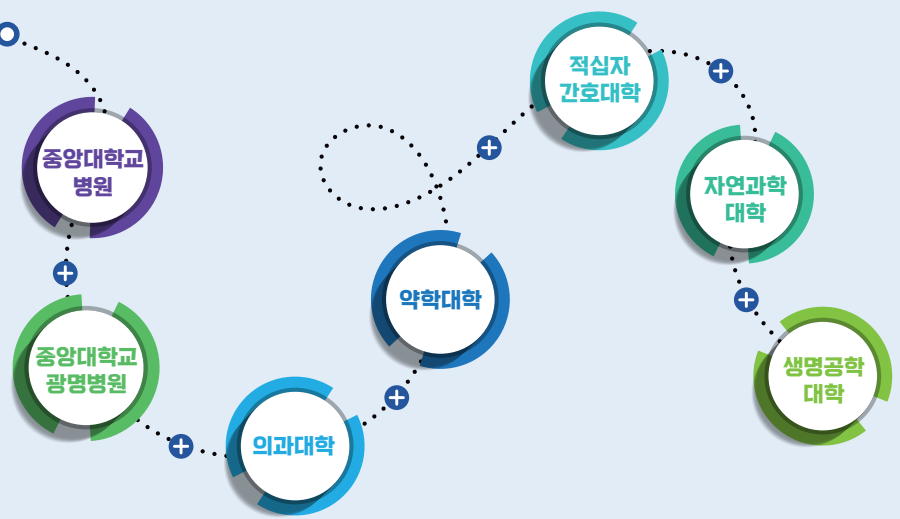 중앙대학교
병원
중앙대학교
광명병원
의과대학
약학대학
적십자
간호대학
자연과학
대학
생명공학
대학